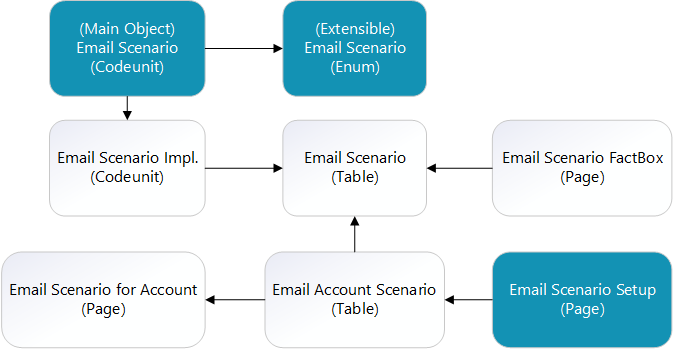 (Main Object)
Email Scenario
(Codeunit)
(Extensible)
Email Scenario
(Enum)
Email Scenario Impl.
(Codeunit)
Email Scenario
(Table)
Email Scenario FactBox
(Page)
Email Scenario for Account
(Page)
Email Account Scenario
(Table)
Email Scenario Setup
(Page)